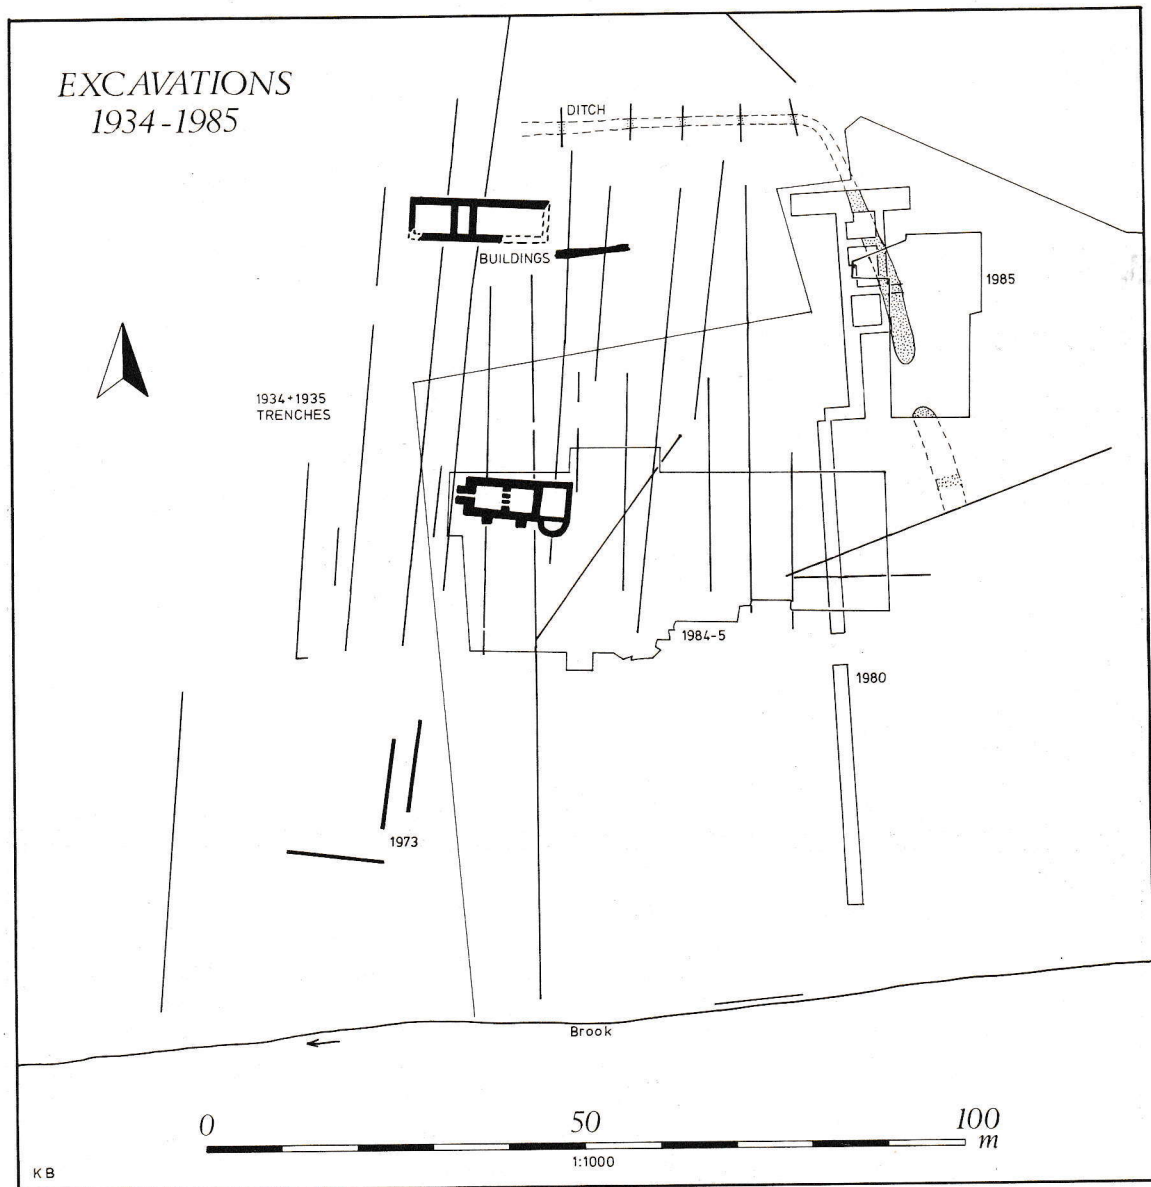 EXCAVATIONS
1934-1985
DITCH
BUILDINGS
1985
1934+1935
TRENCHES
1984-5
1980
1973
Brook
0 50 100
m
1:1000
KB